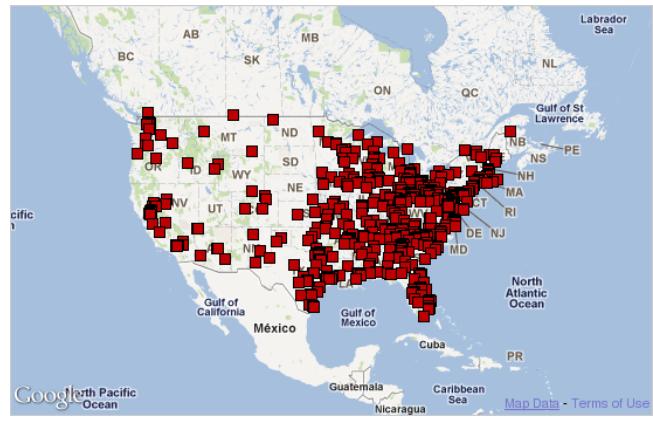 Labrador
Sea
AB
MB
BC
SK
NL
ON
QC
Gulf of St
Lawrence
NB
PE
NS
MT
ND
OR
ID
SD
WY
NH
MA
NE
NV
UT
CT
RI
WV
DE
NJ
MD
LA
North
Atlantic
Ocean
Gulf of
California
Gulf of
Mexico
México
Cuba
PR
Guatemala
Caribbean
Sea
Nicaragua
Google
North Pacific
Ocean
Map Data - Terms of Use